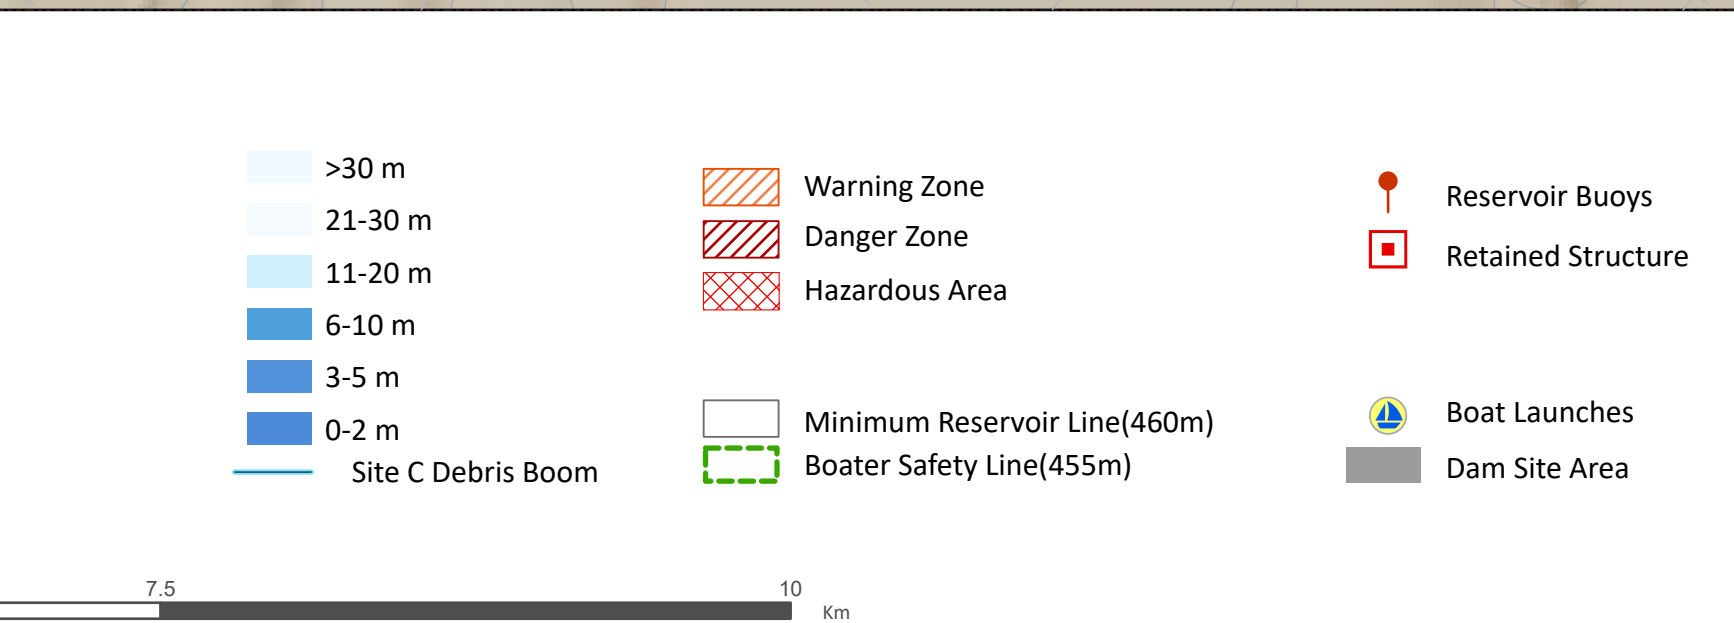 >30 m
21-30 m
11-20 m
6-10 m
3-5 m
0-2 m
Site C Debris Boom
Warning Zone
Danger Zone
Hazardous Area
Minimum Reservoir Line(460m)
Boater Safety Line(455m)
Reservoir Buoys
Retained Structure
Boat Launches
Dam Site Area
7.5
10
Km